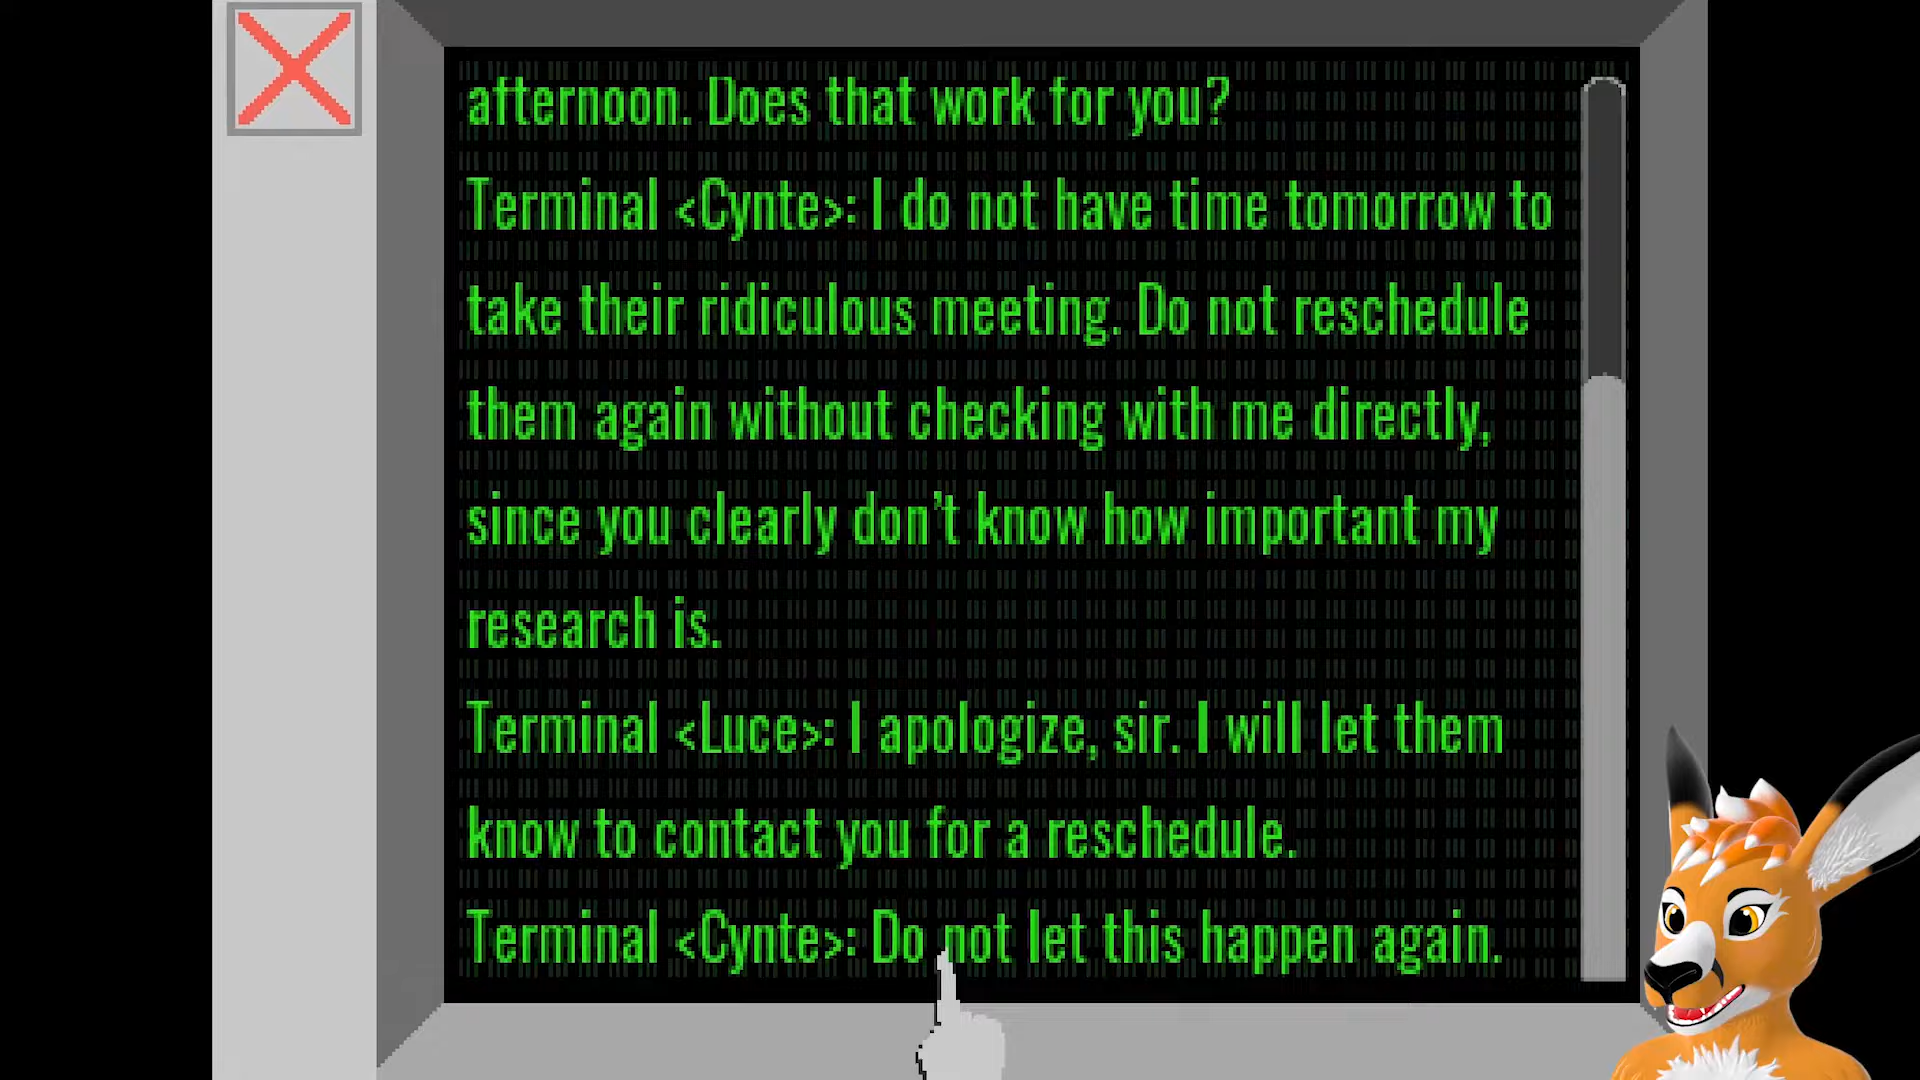 afternoon. Does that work for you?
Terminal <Cynte>: I do not have time tomorrow to
take their ridiculous meeting. Do not reschedule
them again without checking with me directly,
since you clearly don't know how important my
research is.
Terminal <Luce>: I apologize, sir. I will let them
know to contact you for a reschedule.
Terminal <Cynte>: Do not let this happen again.